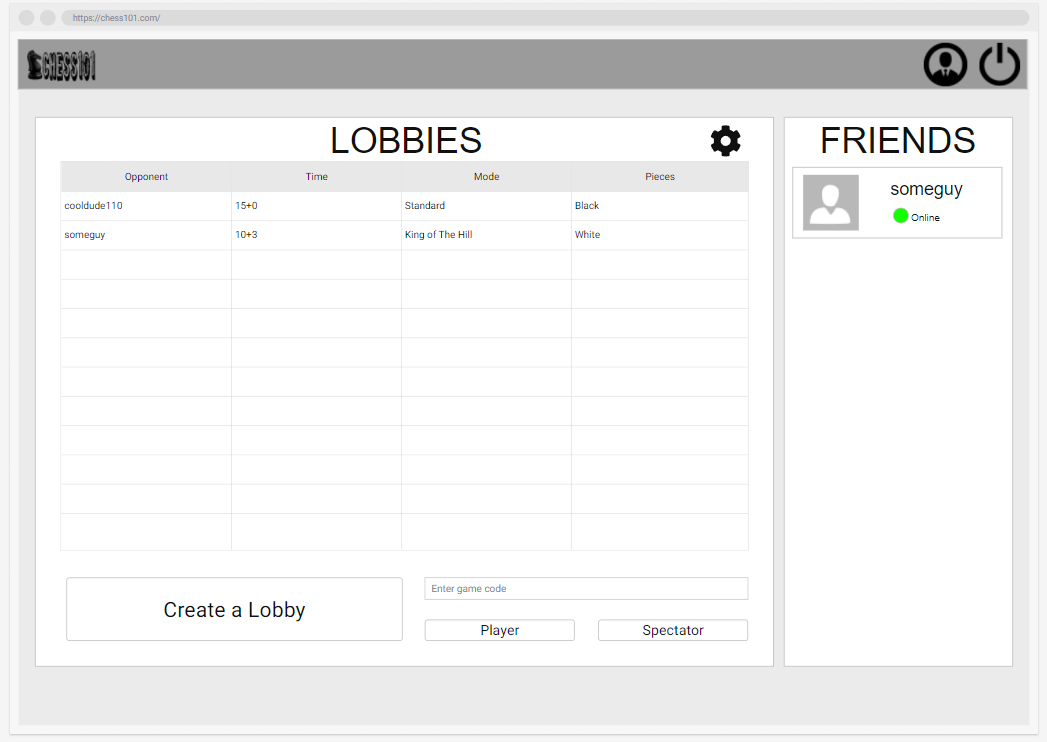 https://chess101.com/
CHESS101
LOBBIES
Opponent Time Mode Pieces
cooldude110 15+0 Standard Black
someguy 10+3 King of The Hill White
Create a Lobby
Enter game code
Player Spectator
FRIENDS
someguy
Online